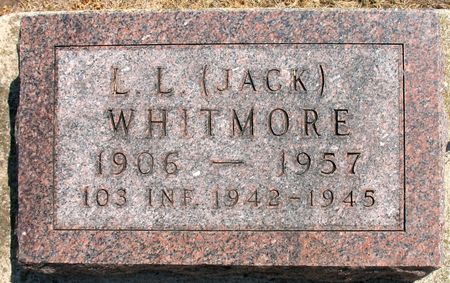 L. L. (JACK)
WHITMORE
1906 — 1957
103 INF. 1942-1945